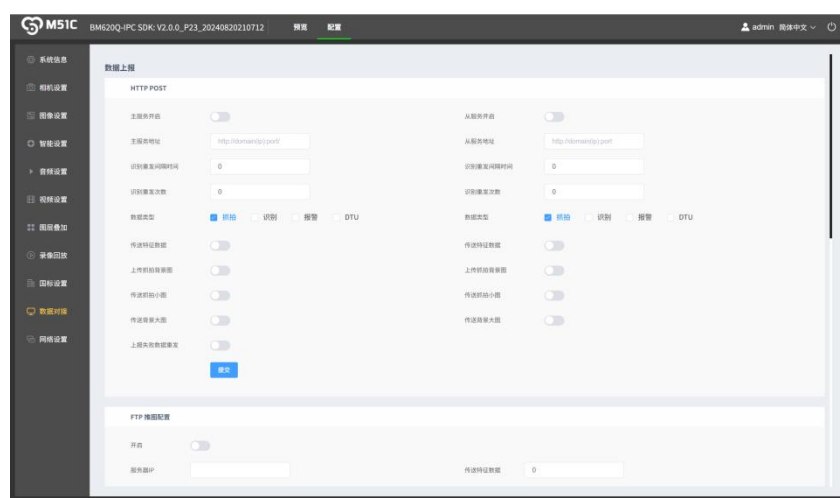 M51C BM620Q-IPC SDK: V2.0.0_P23_20240820210712 预览 配置 admin 简体中文
系统信息
相机设置
图像设置
智能设置
音频设置
视频设置
图层叠加
录像回放
国标设置
数据对接
网络设置
数据上报
HTTP POST
主服务开启 从服务开启
主服务地址 http://domain(ip):port/ 从服务地址 http://domain(ip):port/
识别重发间隔时间 0 识别重发间隔时间 0
识别重发次数 0 识别重发次数 0
数据类型 抓拍 识别 报警 DTU 数据类型 抓拍 识别 报警 DTU
传送特征数据 传送特征数据
上传抓拍背景图 上传抓拍背景图
传送抓拍小图 传送抓拍小图
传送背景大图 传送背景大图
上报失败数据重发
提交
FTP 推图配置
开启
服务器IP 传送特征数据 0